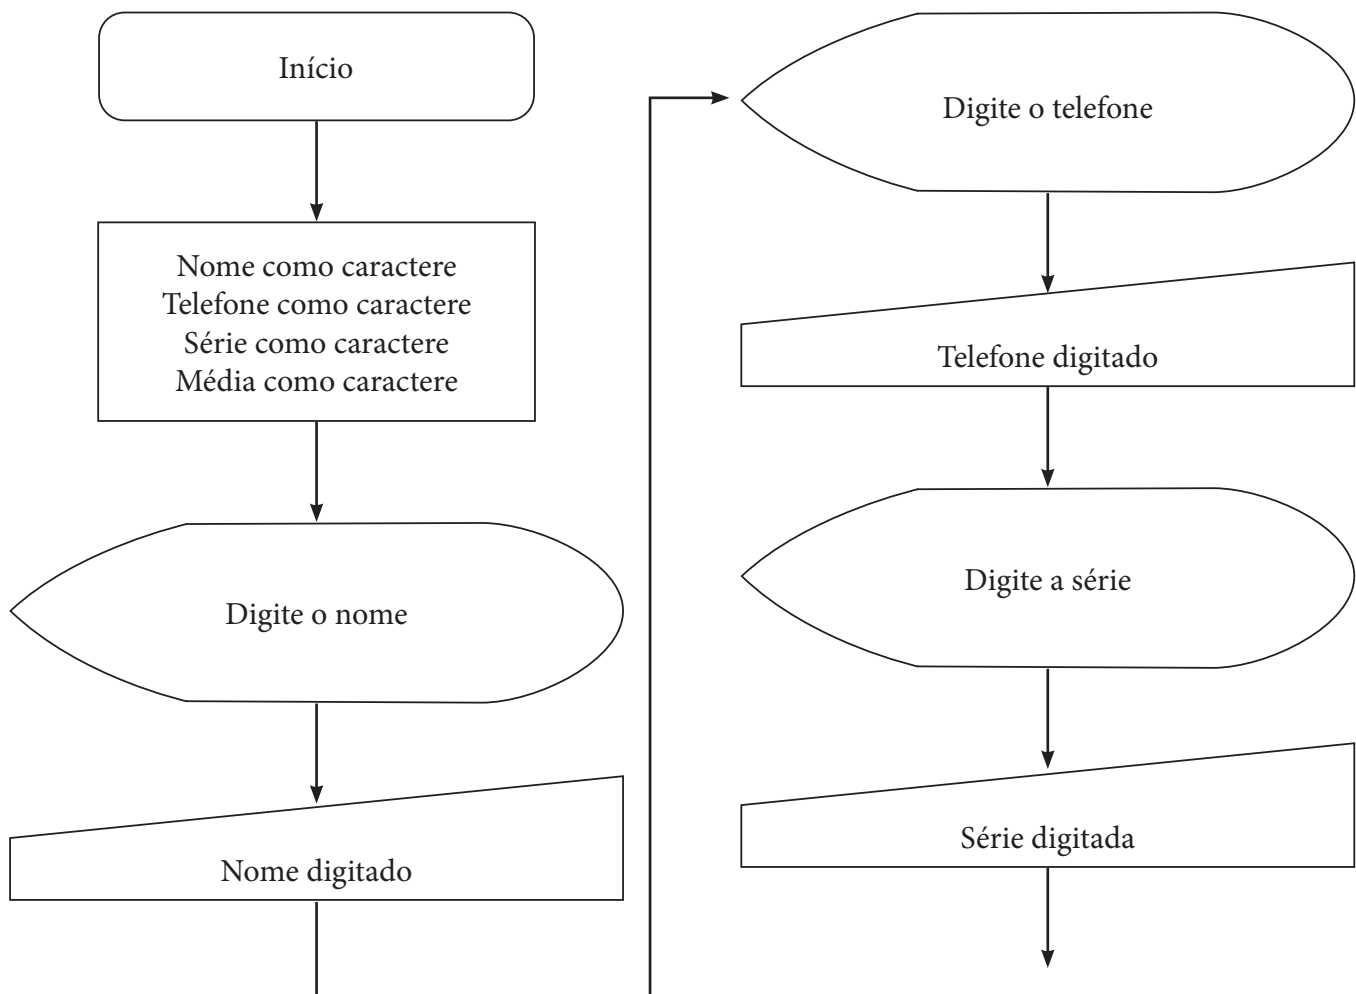 Início
Nome como caractere
Telefone como caractere
Série como caractere
Média como caractere
Digite o nome
Nome digitado
Digite o telefone
Telefone digitado
Digite a série
Série digitada